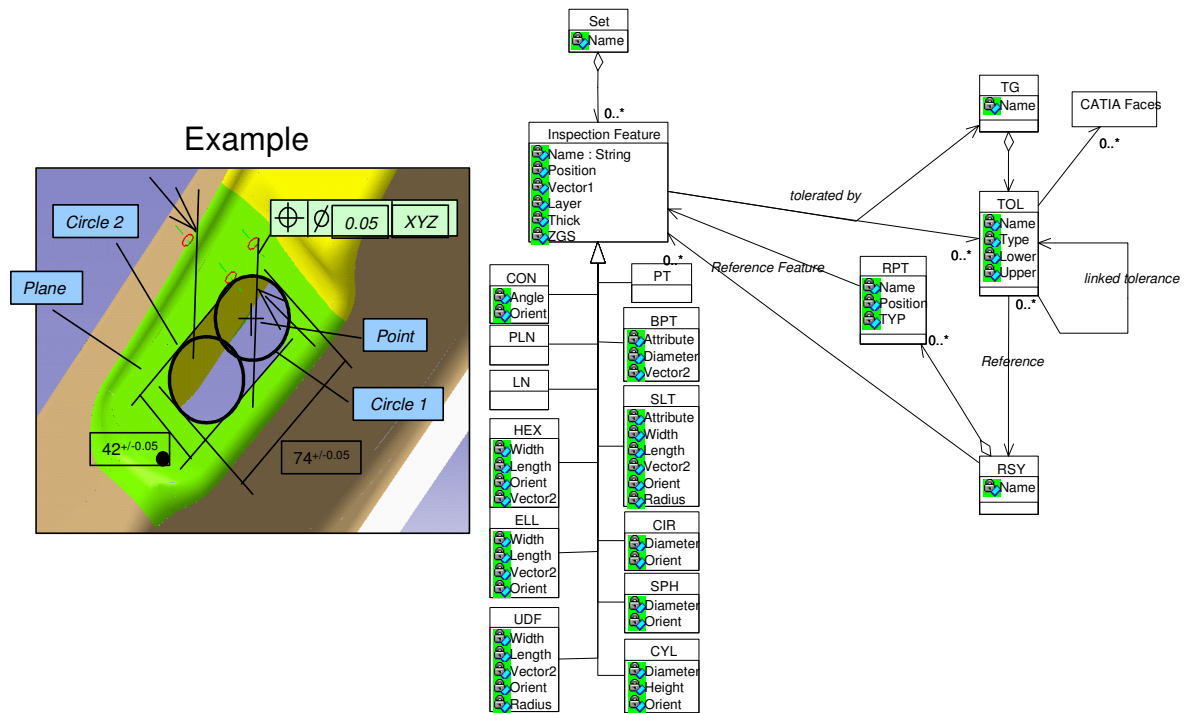 Example
Circle 2
Plane
0.05
XYZ
Point
Circle 1
42+/-0.05
74+/-0.05
Set
Name
0..*
Inspection Feature
Name : String
Position
Vector1
Layer
Thick
ZGS
0..*
CON
Angle
Orient
PLN
LN
HEX
Width
Length
Orient
Vector2
ELL
Width
Length
Vector2
Orient
UDF
Width
Length
Vector2
Orient
Radius
PT
BPT
Attribute
Diameter
Vector2
SLT
Attribute
Width
Length
Vector2
Orient
Radius
CIR
Diameter
Orient
SPH
Diameter
Orient
CYL
Diameter
Height
Orient
tolerated by
Reference Feature
RPT
Name
Position
TYP
0..*
TG
Name
CATIA Faces
0..*
TOL
Name
Type
Lower
Upper
0..*
0..*
linked tolerance
Reference
RSY
Name